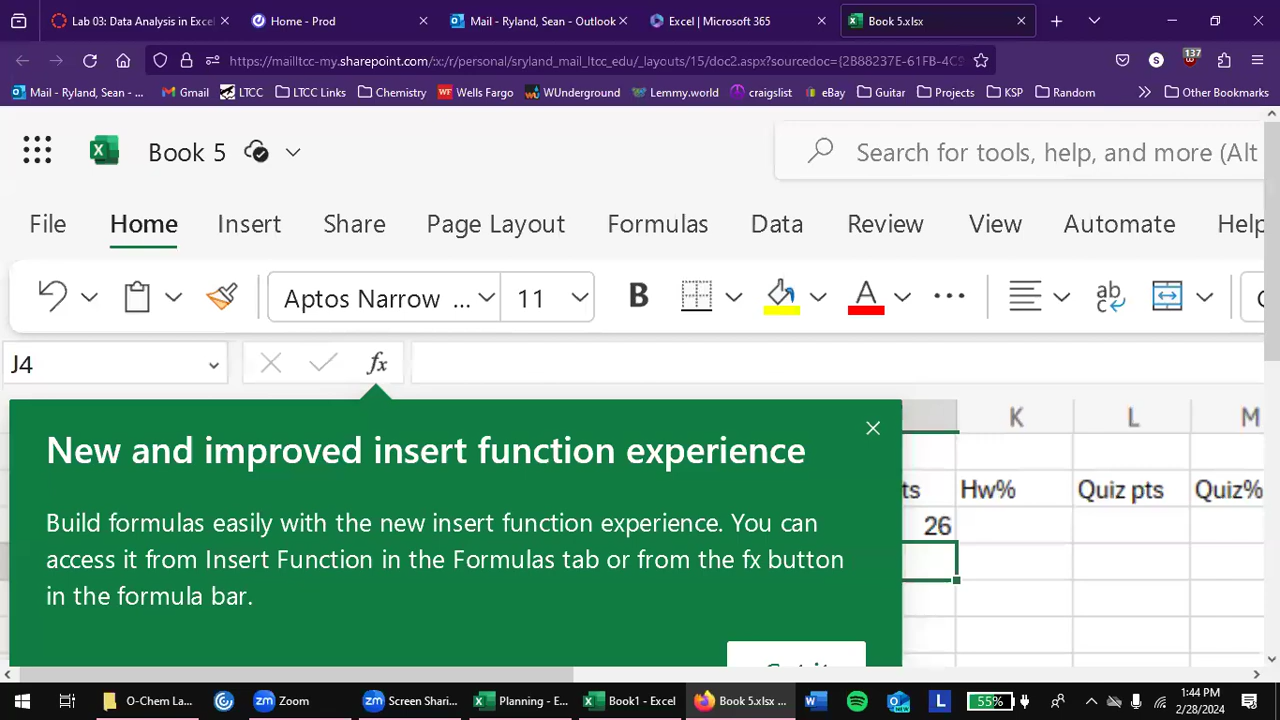 Lab 03: Data Analysis in Excel
Home - Prod
Mail - Ryland, Sean - Outlook
Excel | Microsoft 365
Book 5.xlsx
https://mailltcc-my.sharepoint.com/:x:/r/personal/sryland_mail_ltcc_edu/_layouts/15/doc2.aspx?sourcedoc={2B88237E-61FB-4C9
137
Mail - Ryland, Sean - ...
Gmail
LTCC
LTCC Links
Chemistry
Wells Fargo
WUnderground
Lemmy.world
craigslist
eBay
Guitar
Projects
KSP
Random
Other Bookmarks
Book 5
Search for tools, help, and more (Alt
File
Home
Insert
Share
Page Layout
Formulas
Data
Review
View
Automate
Help
Aptos Narrow ...
11
B
A
ab
c
J4
fx
New and improved insert function experience
Build formulas easily with the new insert function experience. You can
access it from Insert Function in the Formulas tab or from the fx button
in the formula bar.
K
L
M
ts
Hw%
Quiz pts
Quiz%
26
O-Chem La...
Zoom
Screen Shari...
Planning - E...
Book1 - Excel
Book 5.xlsx ...
55%
1:44 PM
2/28/2024